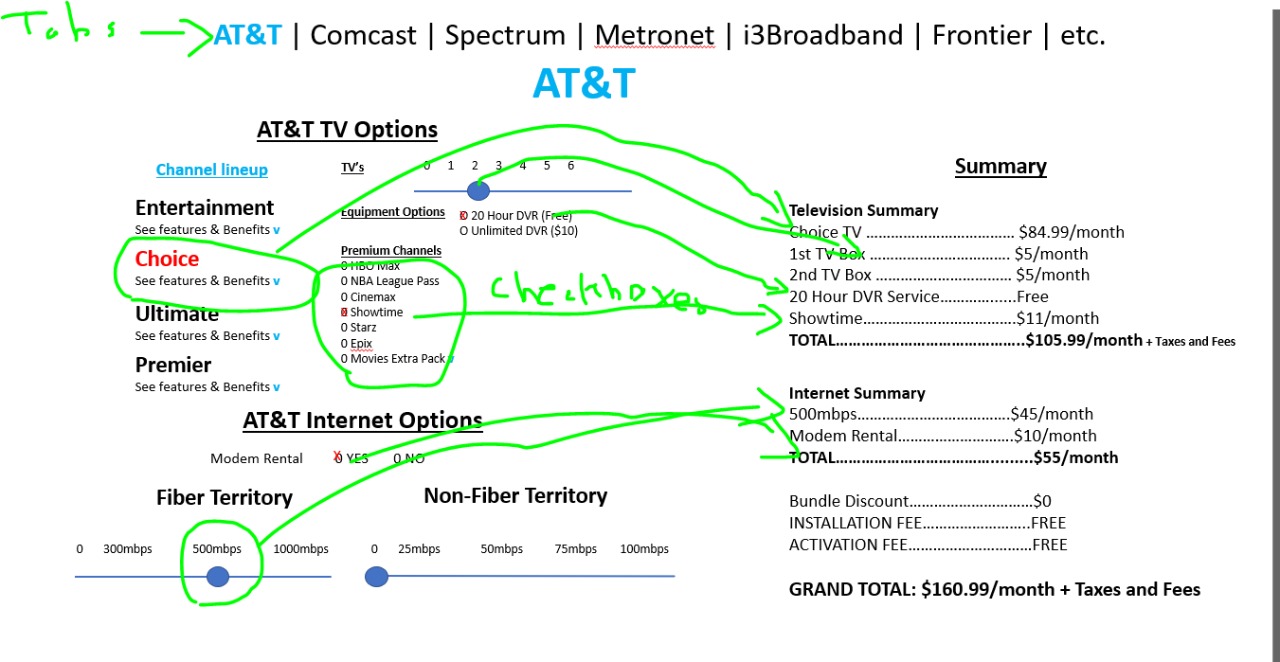 Tabs
AT&T | Comcast | Spectrum | Metronet | i3Broadband | Frontier | etc.
AT&T
AT&T TV Options
Channel lineup
Entertainment
See features & Benefits v
Choice
See features & Benefits v
Ultimate
See features & Benefits v
Premier
See features & Benefits v
TV's
0 1 2 3 4 5 6
Equipment Options
O 20 Hour DVR (Free)
O Unlimited DVR ($10)
Premium Channels
0 HBO Max
0 NBA League Pass
0 Cinemax
0 Showtime
0 Starz
0 Epix
0 Movies Extra Pack v
Checkboxes
AT&T Internet Options
Modem Rental X 0 YES 0 NO
Fiber Territory
0 300mbps 500mbps 1000mbps
Non-Fiber Territory
0 25mbps 50mbps 75mbps 100mbps
Summary
Television Summary
Choice TV ................................... $84.99/month
1st TV Box ................................. $5/month
2nd TV Box ................................ $5/month
20 Hour DVR Service..................Free
Showtime....................................$11/month
TOTAL.............................................$105.99/month + Taxes and Fees
Internet Summary
500mbps....................................$45/month
Modem Rental...........................$10/month
TOTAL.............................................$55/month
Bundle Discount.............................$0
INSTALLATION FEE.........................FREE
ACTIVATION FEE.............................FREE
GRAND TOTAL: $160.99/month + Taxes and Fees